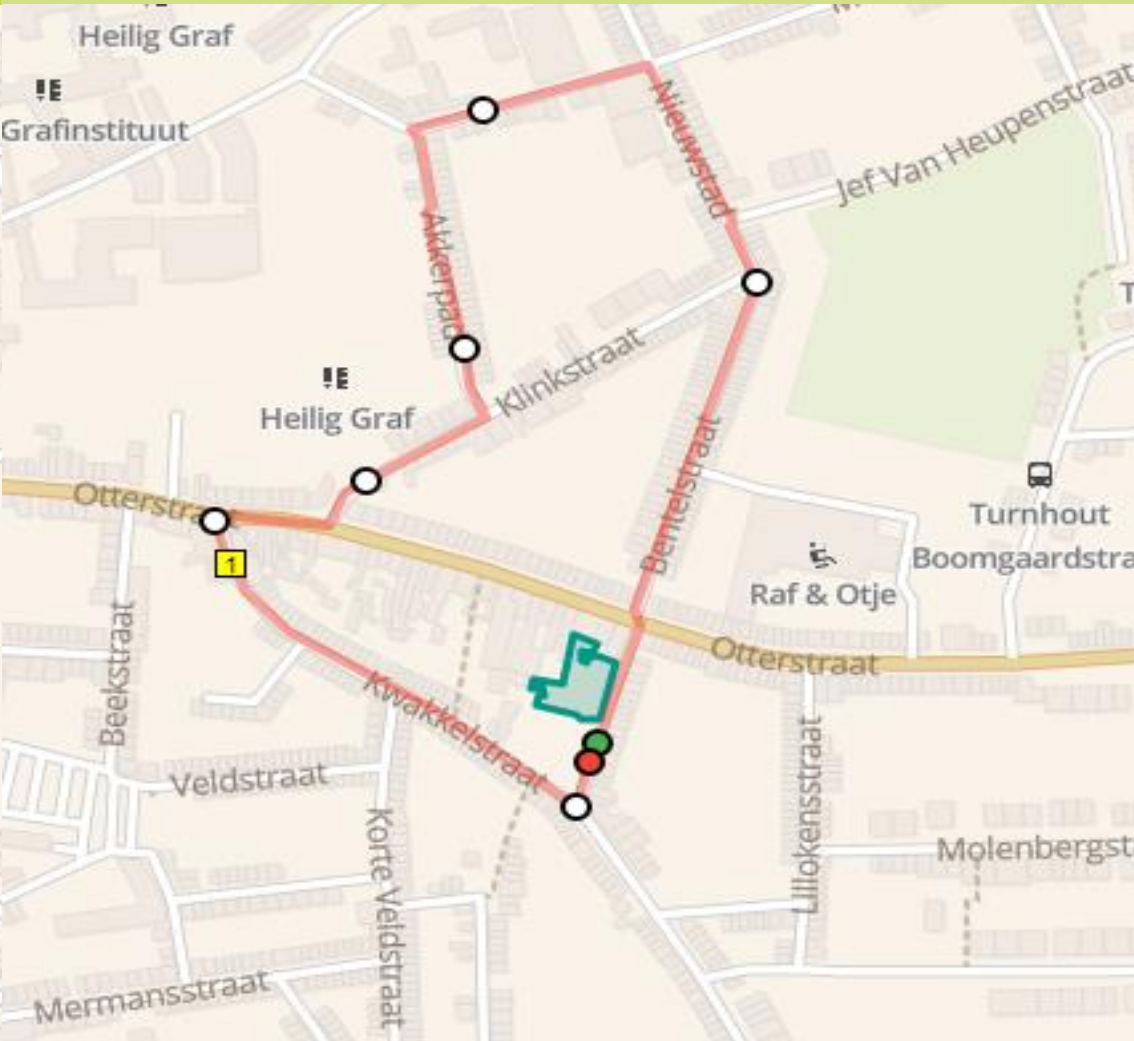 Heilig Graf
Grafinstituut
Nieuwstad
Jef Van Heupenstraat
Akkerpad
Klinkstraat
Heilig Graf
Bentelstraat
Otterstra
Turnhout
Boomgaardstra
Raf & Otje
1
Otterstraat
Beekstraat
Kwakkelstraat
Veldstraat
Korte Veldstraat
Lillokensstraat
Molenbergst
Mermansstraat